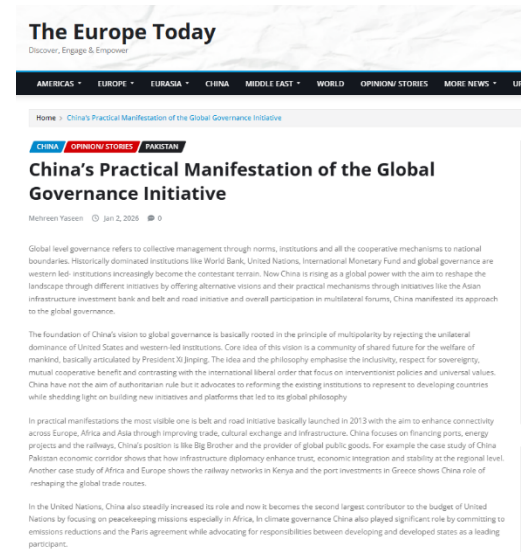 The Europe Today
Discover, Engage & Empower
AMERICAS EUROPE EURASIA CHINA MIDDLE EAST WORLD OPINION/ STORIES MORE NEWS UR
Home > China's Practical Manifestation of the Global Governance Initiative
CHINA OPINION/ STORIES PAKISTAN
China's Practical Manifestation of the Global
Governance Initiative
Mehreen Yaseen Jan 2, 2026 0
Global level governance refers to collective management through norms, institutions and all the cooperative mechanisms to national
boundaries. Historically dominated institutions like World Bank, United Nations, International Monetary Fund and global governance are
western led- institutions increasingly become the contestant terrain. Now China is rising as a global power with the aim to reshape the
landscape through different initiatives by offering alternative visions and their practical mechanisms through initiatives like the Asian
infrastructure investment bank and belt and road initiative and overall participation in multilateral forums, China manifested its approach
to the global governance.
The foundation of China's vision to global governance is basically rooted in the principle of multipolarity by rejecting the unilateral
dominance of United States and western-led institutions. Core idea of this vision is a community of shared future for the welfare of
mankind, basically articulated by President Xi Jinping. The idea and the philosophy emphasise the inclusivity, respect for sovereignty,
mutual cooperative benefit and contrasting with the international liberal order that focus on interventionist policies and universal values.
China have not the aim of authoritarian rule but it advocates to reforming the existing institutions to represent to developing countries
while shedding light on building new initiatives and platforms that led to its global philosophy
In practical manifestations the most visible one is belt and road initiative basically launched in 2013 with the aim to enhance connectivity
across Europe, Africa and Asia through improving trade, cultural exchange and infrastructure. China focuses on financing ports, energy
projects and the railways, China's position is like Big Brother and the provider of global public goods. For example the case study of China
Pakistan economic corridor shows that how infrastructure diplomacy enhance trust, economic integration and stability at the regional level.
Another case study of Africa and Europe shows the railway networks in Kenya and the port investments in Greece shows China role of
reshaping the global trade routes.
In the United Nations, China also steadily increased its role and now it becomes the second largest contributor to the budget of United
Nations by focusing on peacekeeping missions especially in Africa, In climate governance China also played significant role by committing to
emissions reductions and the Paris agreement while advocating for responsibilities between developing and developed states as a leading
participant.